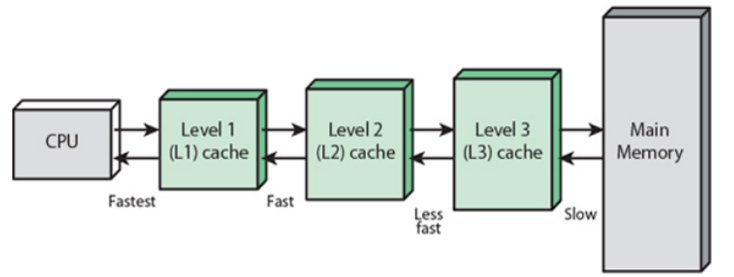 CPU
Level 1
(L1) cache
Level 2
(L2) cache
Level 3
(L3) cache
Main
Memory
Fastest
Fast
Less
fast
Slow